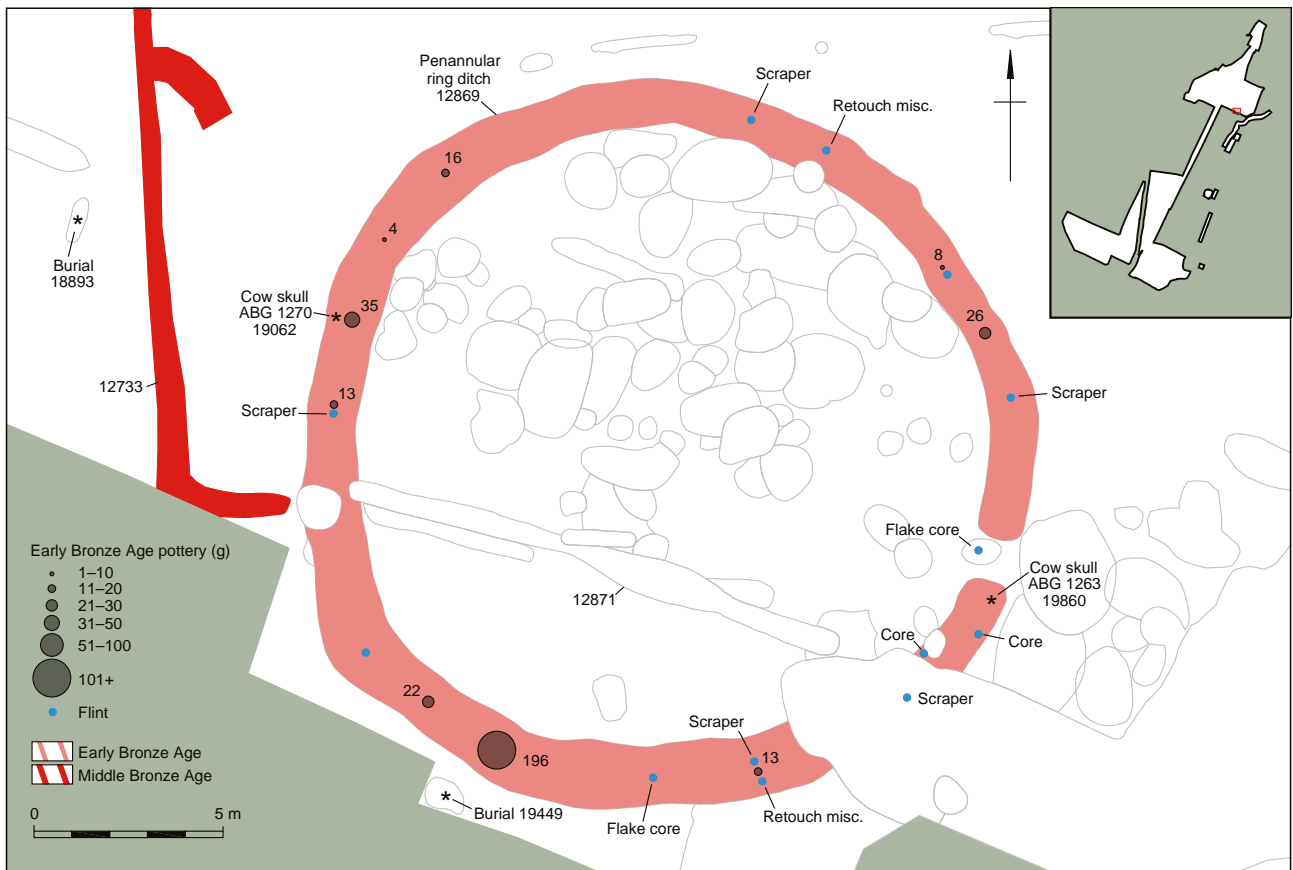 Penannular
ring ditch
12869
Scraper
Retouch misc.
16
4
8
Burial
18893
*
Cow skull
ABG 1270
19062
*
35
26
12733
13
Scraper
Scraper
Flake core
Early Bronze Age pottery (g)
1–10
11–20
21–30
31–50
51–100
101+
Flint
Early Bronze Age
Middle Bronze Age
0 5 m
12871
Cow skull
ABG 1263
19860
*
Core
Core
Scraper
22
196
Scraper
13
Retouch misc.
Flake core
*
Burial 19449